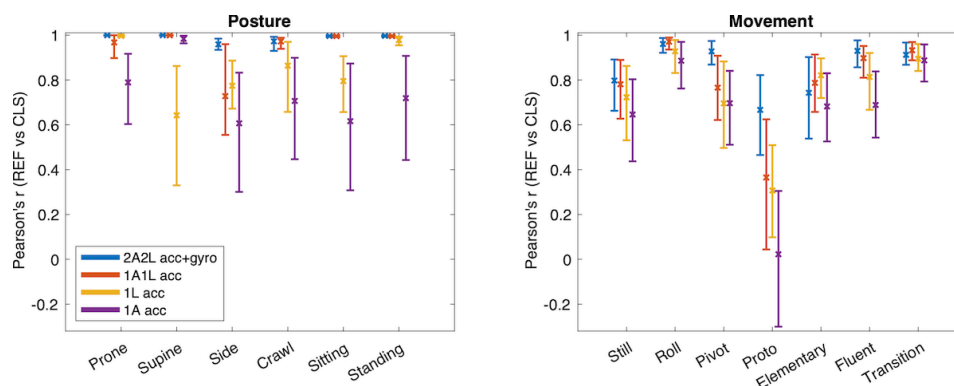 Posture
Pearson's r (REF vs CLS)
1
0.8
0.6
0.4
0.2
0
-0.2
2A2L acc+gyro
1A1L acc
1L acc
1A acc
Prone
Supine
Side
Crawl
Sitting
Standing
Movement
Pearson's r (REF vs CLS)
1
0.8
0.6
0.4
0.2
0
-0.2
Still
Roll
Pivot
Proto
Elementary
Fluent
Transition